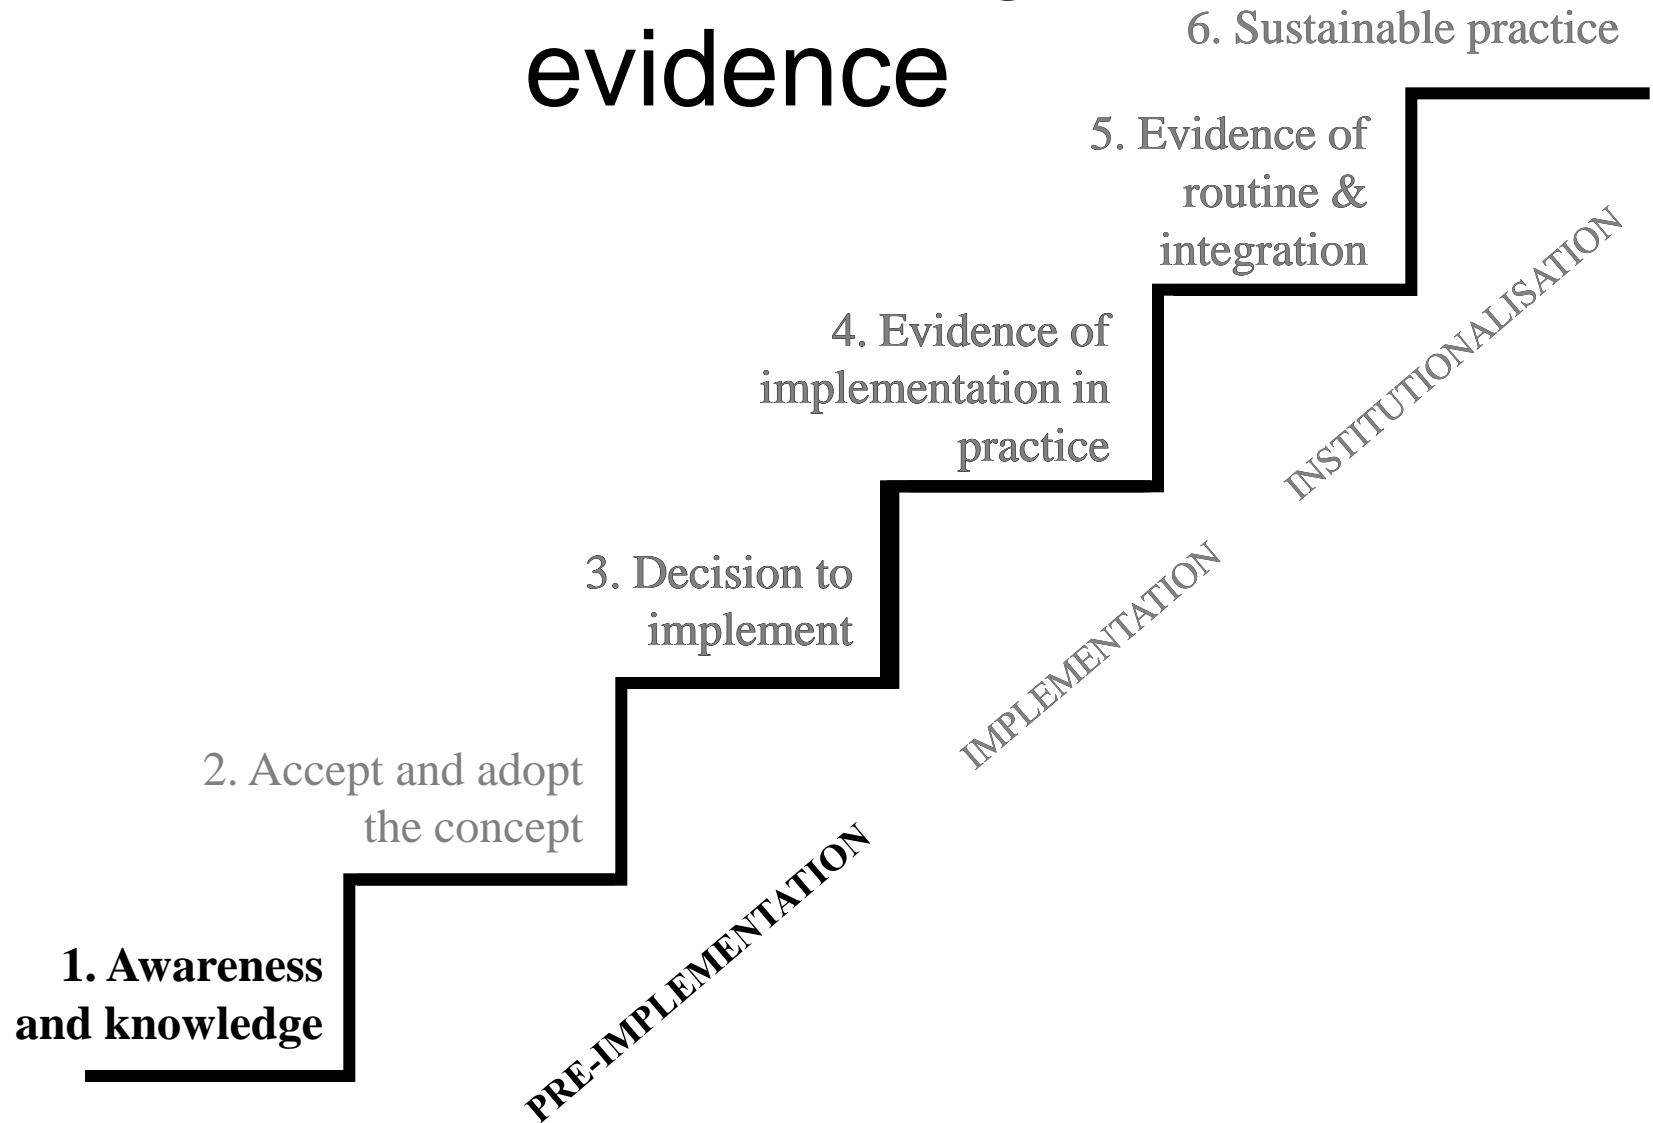 evidence
6. Sustainable practice
5. Evidence of
routine &
integration
4. Evidence of
implementation in
practice
3. Decision to
implement
2. Accept and adopt
the concept
1. Awareness
and knowledge
INSTITUTIONALISATION
IMPLEMENTATION
PRE-IMPLEMENTATION